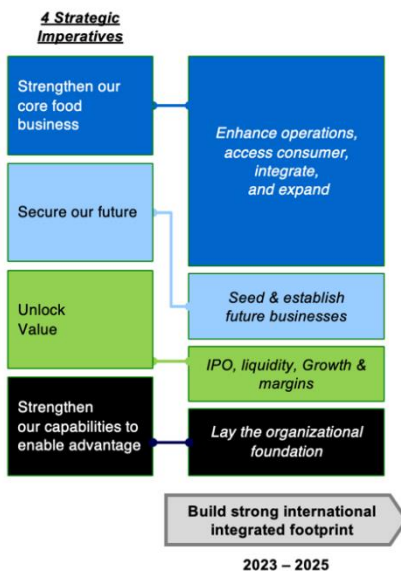 4 Strategic
Imperatives
Strengthen our
core food
business
Enhance operations,
access consumer,
integrate,
and expand
Secure our future
Seed & establish
future businesses
Unlock
Value
IPO, liquidity, Growth &
margins
Strengthen
our capabilities to
enable advantage
Lay the organizational
foundation
Build strong international
integrated footprint
2023 – 2025